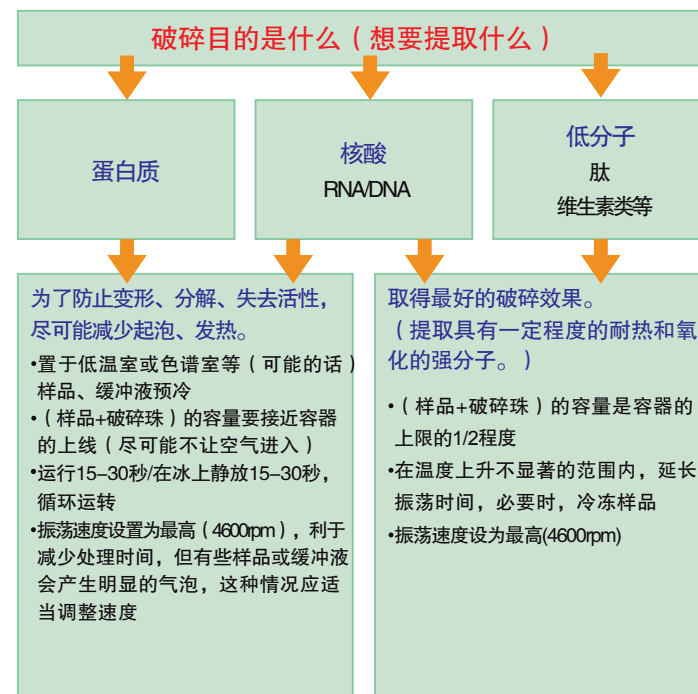 破碎目的是什么（想要提取什么）
蛋白质
核酸
RNA/DNA
低分子
肽
维生素类等
为了防止变形、分解、失去活性，
尽可能减少起泡、发热。
•置于低温室或色谱室等（可能的话）
样品、缓冲液预冷
•（样品+破碎珠）的容量要接近容器
的上线（尽可能不让空气进入）
•运行15–30秒/在冰上静放15–30秒，
循环运转
•振荡速度设置为最高（4600rpm），利于
减少处理时间，但有些样品或缓冲液
会产生明显的气泡，这种情况应适
当调整速度
取得最好的破碎效果。
（提取具有一定程度的耐热和氧
化的强分子。）
•（样品+破碎珠）的容量是容器的
上限的1/2程度
•在温度上升不显著的范围内，延长
振荡时间，必要时，冷冻样品
•振荡速度设为最高(4600rpm)